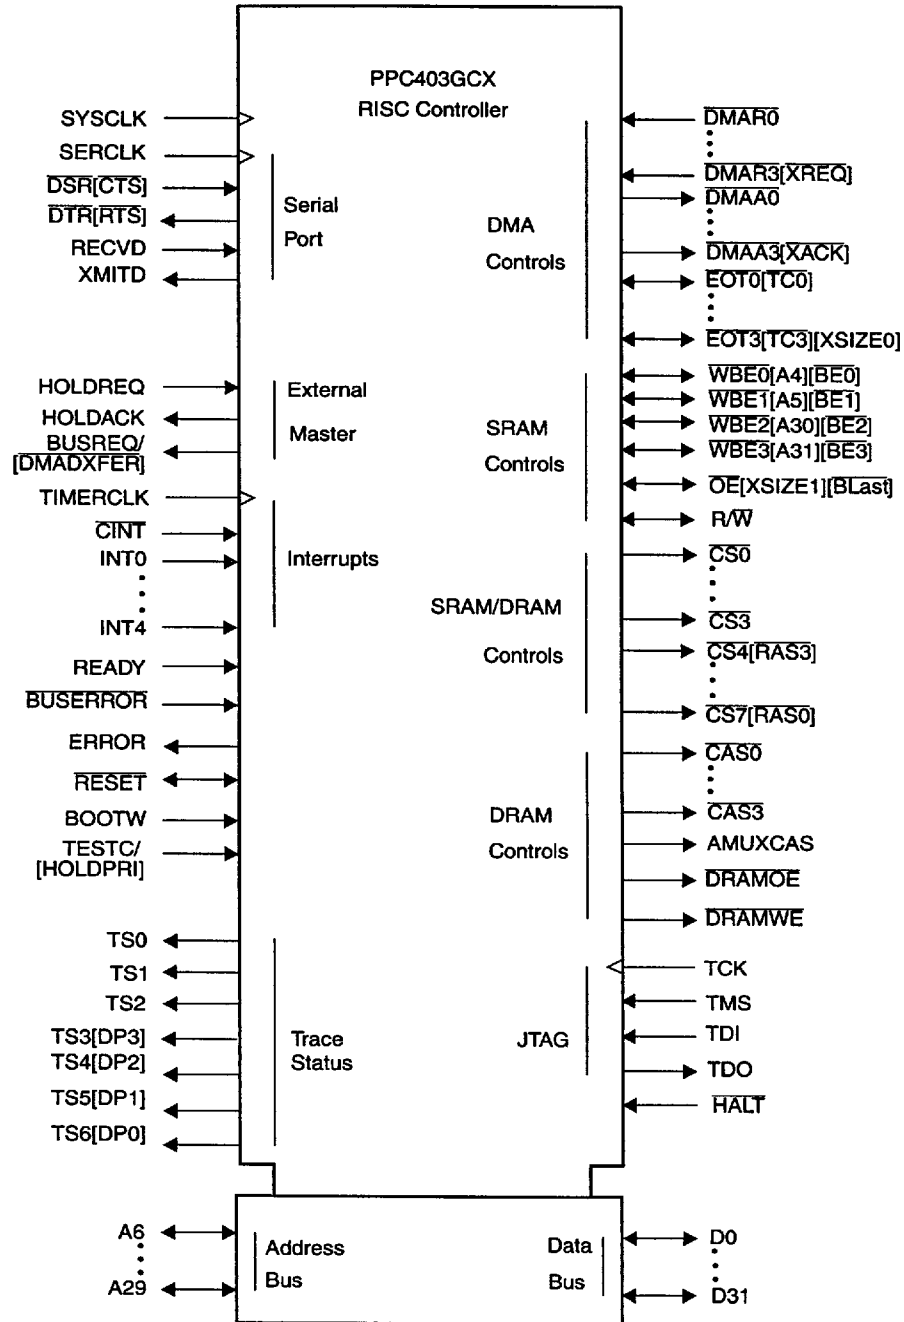 PPC403GCX
RISC Controller
SYSCLK
SERCLK
DSR[CTS]
DTR[RTS]
RECVD
XMITD
Serial
Port
HOLDREQ
HOLDACK
BUSREQ/
[DMADXFER]
External
Master
TIMERCLK
CINT
INT0
INT4
Interrupts
READY
BUSERROR
ERROR
RESET
BOOTW
TESTC/
[HOLDPRI]
TS0
TS1
TS2
TS3[DP3]
TS4[DP2]
TS5[DP1]
TS6[DP0]
Trace
Status
A6
A29
Address
Bus
DMA
Controls
DMAR0
DMAR3[XREQ]
DMAA0
DMAA3[XACK]
EOT0[TC0]
EOT3[TC3][XSIZE0]
SRAM
Controls
WBE0[A4][BE0]
WBE1[A5][BE1]
WBE2[A30][BE2]
WBE3[A31][BE3]
OE[XSIZE1][BLast]
R/W
SRAM/DRAM
Controls
CS0
CS3
CS4[RAS3]
CS7[RAS0]
DRAM
Controls
CAS0
CAS3
AMUXCAS
DRAMOE
DRAMWE
JTAG
TCK
TMS
TDI
TDO
HALT
Data
Bus
D0
D31